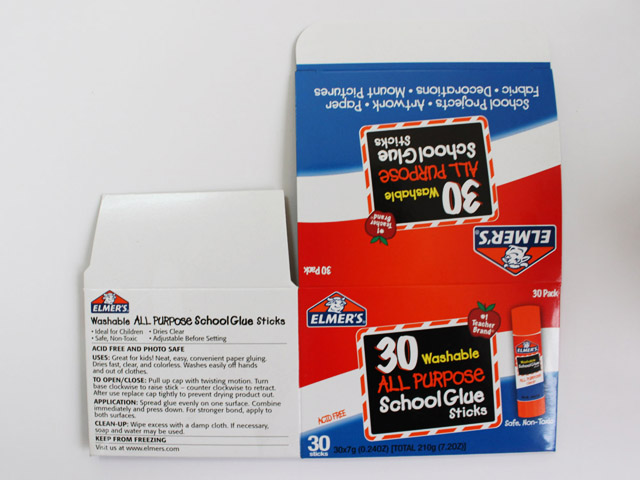 School Projects • Artwork • Paper
Fabric • Decorations • Mount Pictures
30 Washable
ALL PURPOSE
School Glue
Sticks
#1
Teacher
Brand
ELMER'S
30 Pack
ELMER'S
Washable ALL PURPOSE School Glue Sticks
• Ideal for Children • Dries Clear
• Safe, Non-Toxic • Adjustable Before Setting
ACID FREE AND PHOTO SAFE
USES: Great for kids! Neat, easy, convenient paper gluing.
Dries fast, clear, and colorless. Washes easily off hands
and out of clothes.
TO OPEN/CLOSE: Pull up cap with twisting motion. Turn
base clockwise to raise stick – counter clockwise to retract.
After use replace cap tightly to prevent drying product out.
APPLICATION: Spread glue evenly on one surface. Combine
immediately and press down. For stronger bond, apply to
both surfaces.
CLEAN-UP: Wipe excess with a damp cloth. If necessary,
soap and water may be used.
KEEP FROM FREEZING
Visit us at www.elmers.com
30 Pack
ELMER'S
#1
Teacher
Brand
30 Washable
ALL PURPOSE
School Glue
Sticks
ACID FREE
30
sticks
30x7g (0.24OZ) [TOTAL 210g (7.2OZ)]
ELMER'S
Washable
School Glue
ALL PURPOSE
Safe, Non-Toxic